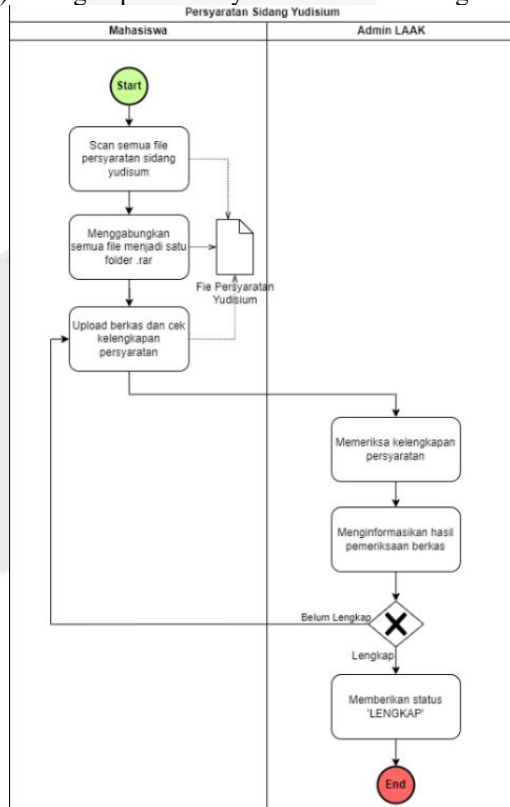 Persyaratan Sidang Yudisium
Mahasiswa
Admin LAAK
Start
Scan semua file
persyaratan sidang
yudisum
Menggabungkan
semua file menjadi satu
folder .rar
Fie Persyaratan
Yudisium
Upload berkas dan cek
kelengkapan
persyaratan
Memeriksa kelengkapan
persyaratan
Menginformasikan hasil
pemeriksaan berkas
Belum Lengkap
Lengkap
Memberikan status
'LENGKAP'
End